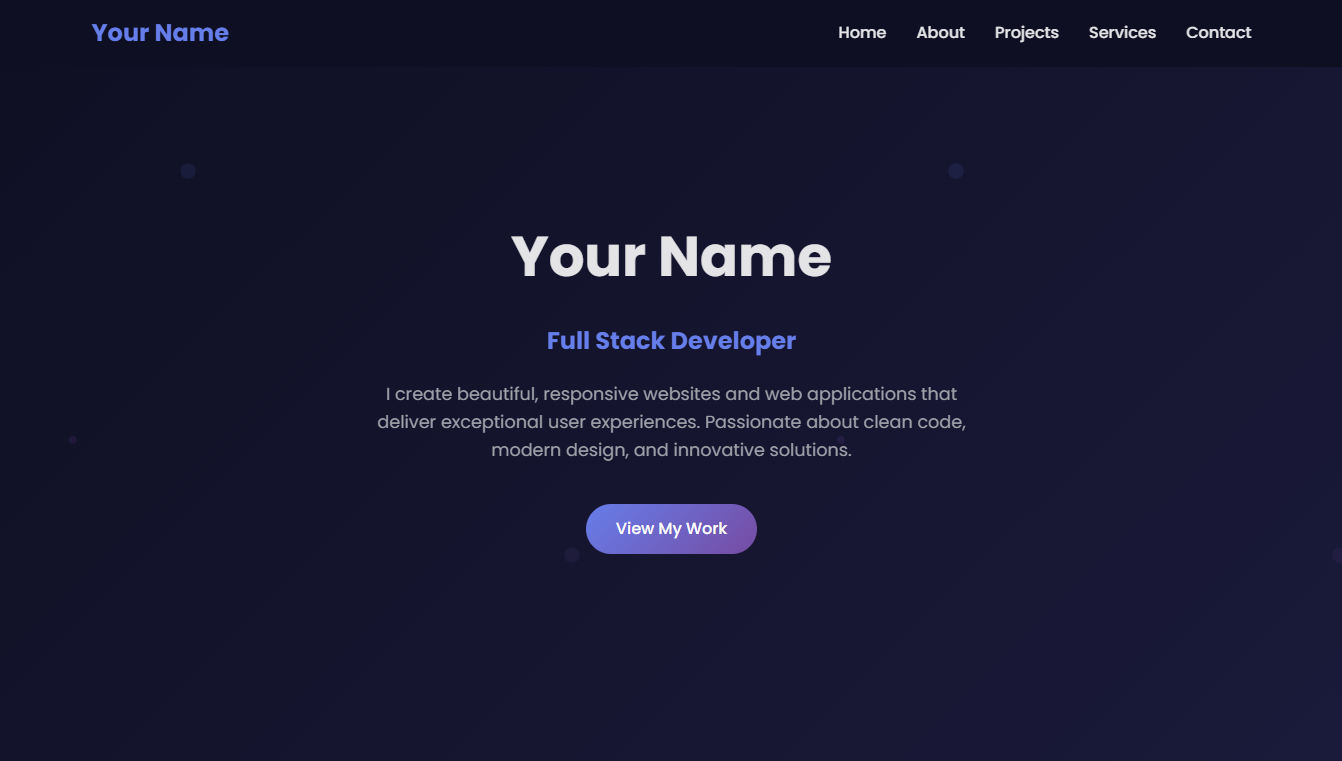 Your Name
Home About Projects Services Contact
Your Name
Full Stack Developer
I create beautiful, responsive websites and web applications that
deliver exceptional user experiences. Passionate about clean code,
modern design, and innovative solutions.
View My Work